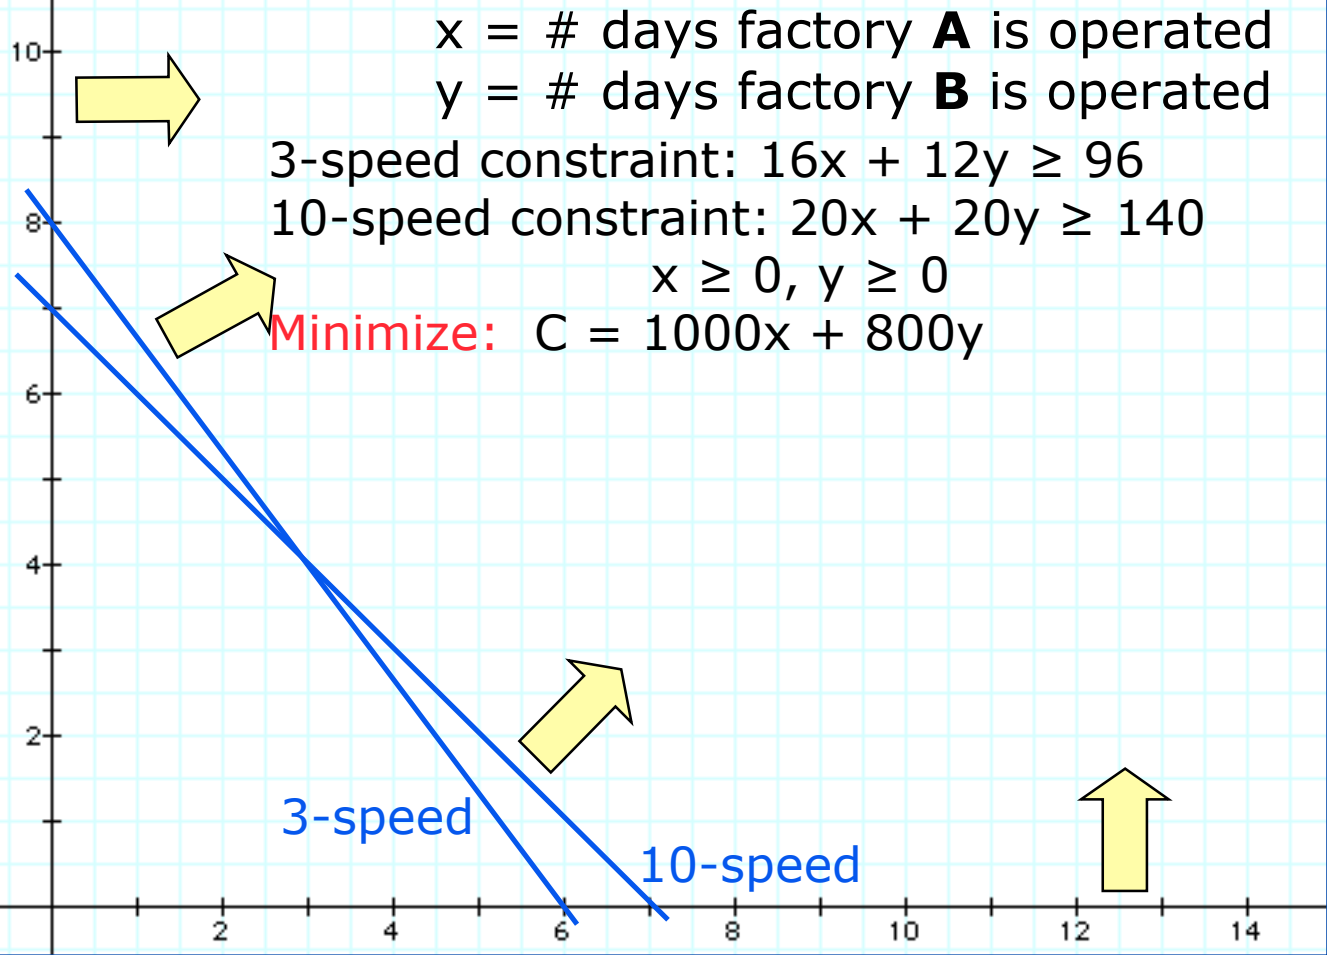 x = # days factory A is operated
y = # days factory B is operated
3-speed constraint: 16x + 12y ≥ 96
10-speed constraint: 20x + 20y ≥ 140
x ≥ 0, y ≥ 0
Minimize: C = 1000x + 800y
10
8
6
4
2
3-speed
10-speed
2 4 6 8 10 12 14